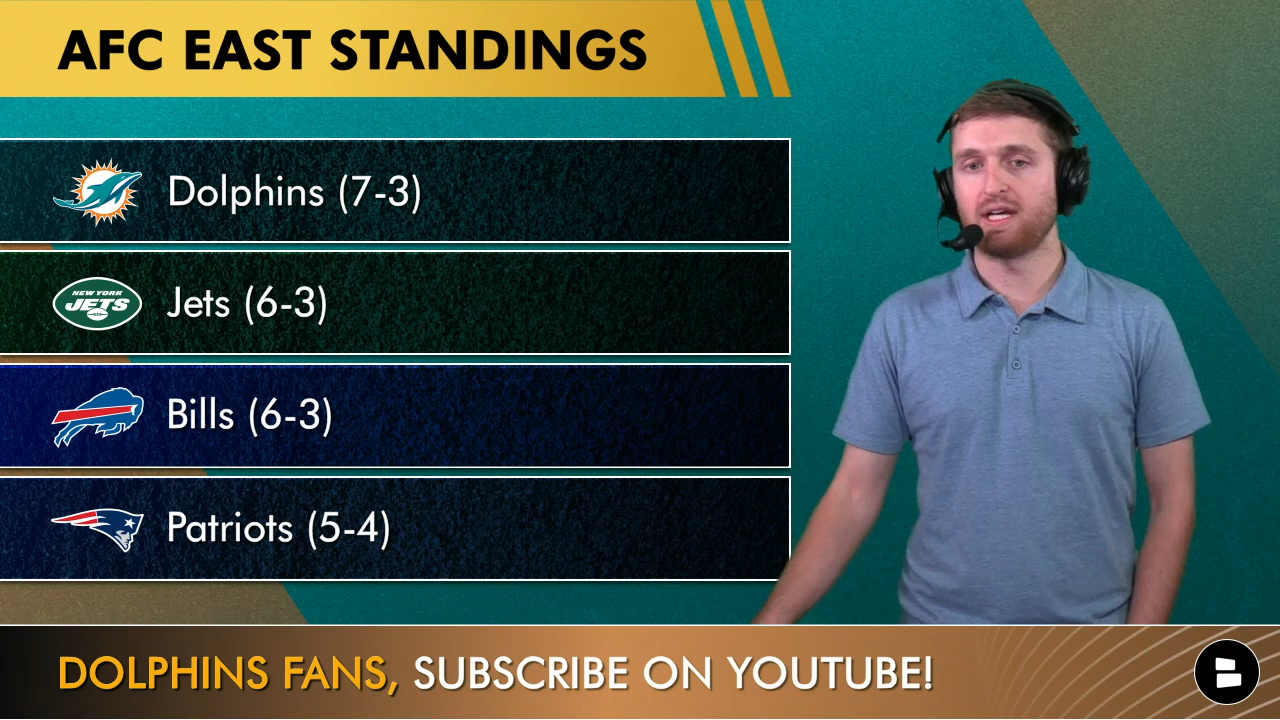 AFC EAST STANDINGS
Dolphins (7-3)
NEW YORK
JETS
Jets (6-3)
Bills (6-3)
Patriots (5-4)
DOLPHINS FANS, SUBSCRIBE ON YOUTUBE!